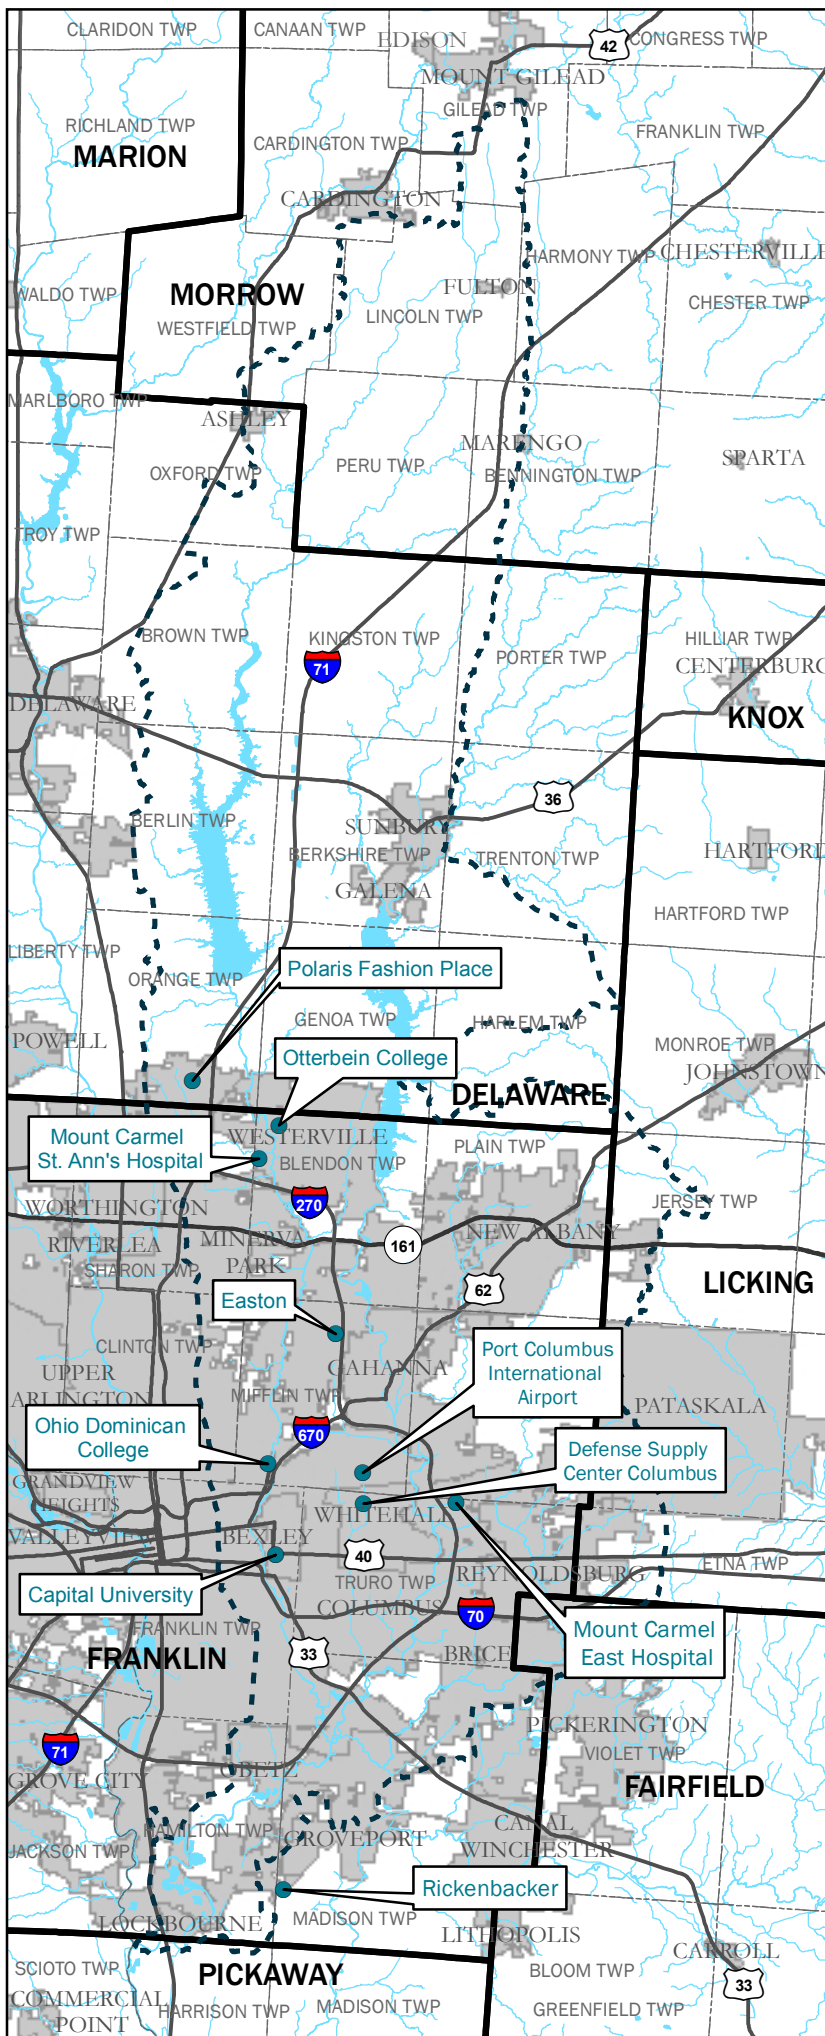 CLARIDON TWP
CANAAN TWP
EDISON
42
CONGRESS TWP
MOUNT GILEAD
GILEAD TWP
RICHLAND TWP
FRANKLIN TWP
CARDINGTON TWP
MARION
CARDINGTON
HARMONY TWP
CHESTERVILLE
WALDO TWP
MORROW
FULTON
CHESTER TWP
LINCOLN TWP
WESTFIELD TWP
MARLBORO TWP
ASHLEY
MARENGO
SPARTA
PERU TWP
OXFORD TWP
BENNINGTON TWP
TROY TWP
BROWN TWP
KINGSTON TWP
HILLIAR TWP
71
PORTER TWP
CENTERBURG
DELAWARE
KNOX
36
BERLIN TWP
SUNBURY
BERKSHIRE TWP
TRENTON TWP
HARTFORD
GALENA
HARTFORD TWP
LIBERTY TWP
Polaris Fashion Place
ORANGE TWP
GENOA TWP
HARLEM TWP
POWELL
MONROE TWP
Otterbein College
JOHNSTOWN
DELAWARE
Mount Carmel
St. Ann's Hospital
WESTERVILLE
PLAIN TWP
BLENDON TWP
WORTHINGTON
270
JERSEY TWP
RIVERLEA
MINERVA
PARK
161
NEW ALBANY
SHARON TWP
62
LICKING
Easton
CLINTON TWP
Port Columbus
International
Airport
UPPER
ARLINGTON
GAHANNA
MIFFLIN TWP
PATASKALA
Ohio Dominican
College
670
Defense Supply
Center Columbus
GRANDVIEW
HEIGHTS
WHITEHALL
VALLEYVIEW
BEXLEY
40
ETNA TWP
REYNOLDSBURG
Capital University
TRURO TWP
COLUMBUS
70
FRANKLIN TWP
Mount Carmel
East Hospital
FRANKLIN
33
BRICE
PICKERINGTON
71
VIOLET TWP
GROVE CITY
OBETZ
FAIRFIELD
HAMILTON TWP
GROVEPORT
CANAL
WINCHESTER
JACKSON TWP
Rickenbacker
LOCKBOURNE
MADISON TWP
LITHOPOLIS
CARROLL
SCIOTO TWP
PICKAWAY
BLOOM TWP
33
COMMERCIAL
POINT
HARRISON TWP
MADISON TWP
GREENFIELD TWP